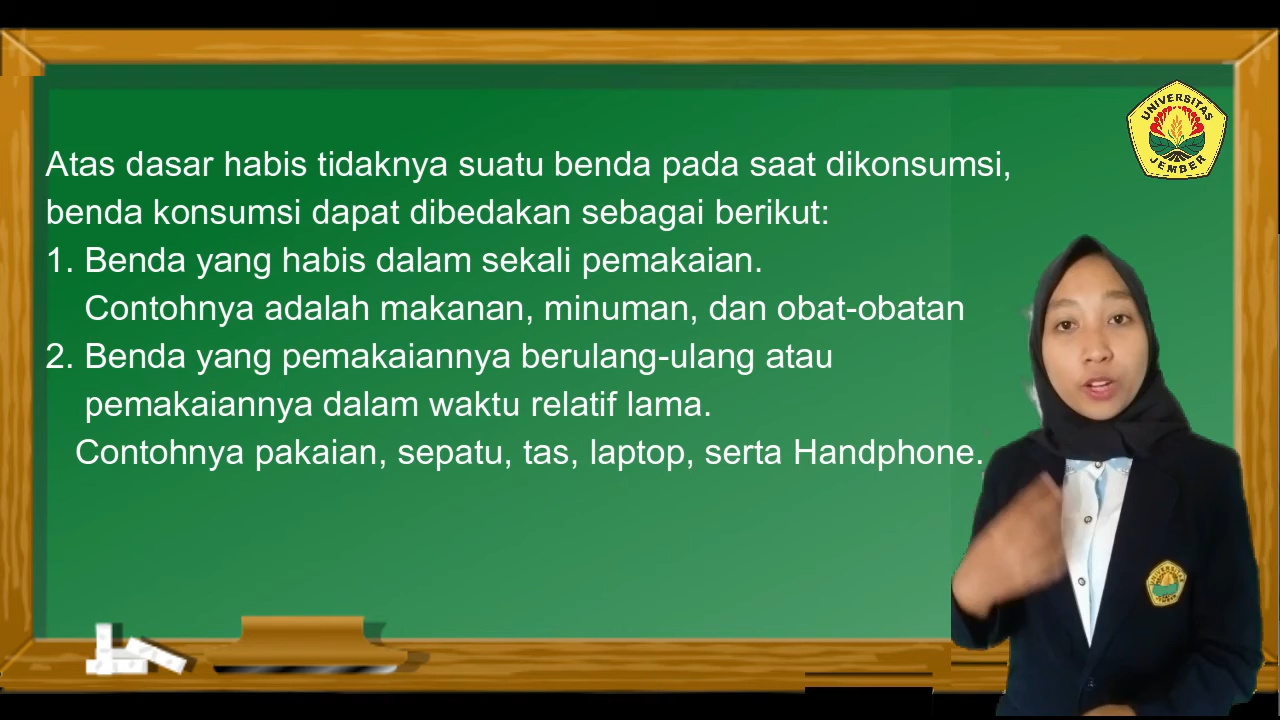 Atas dasar habis tidaknya suatu benda pada saat dikonsumsi,
benda konsumsi dapat dibedakan sebagai berikut:
1. Benda yang habis dalam sekali pemakaian.
Contohnya adalah makanan, minuman, dan obat-obatan
2. Benda yang pemakaiannya berulang-ulang atau
pemakaiannya dalam waktu relatif lama.
Contohnya pakaian, sepatu, tas, laptop, serta Handphone.
UNIVERSITAS
JEMBER
UNIVERSITAS
JEMBER